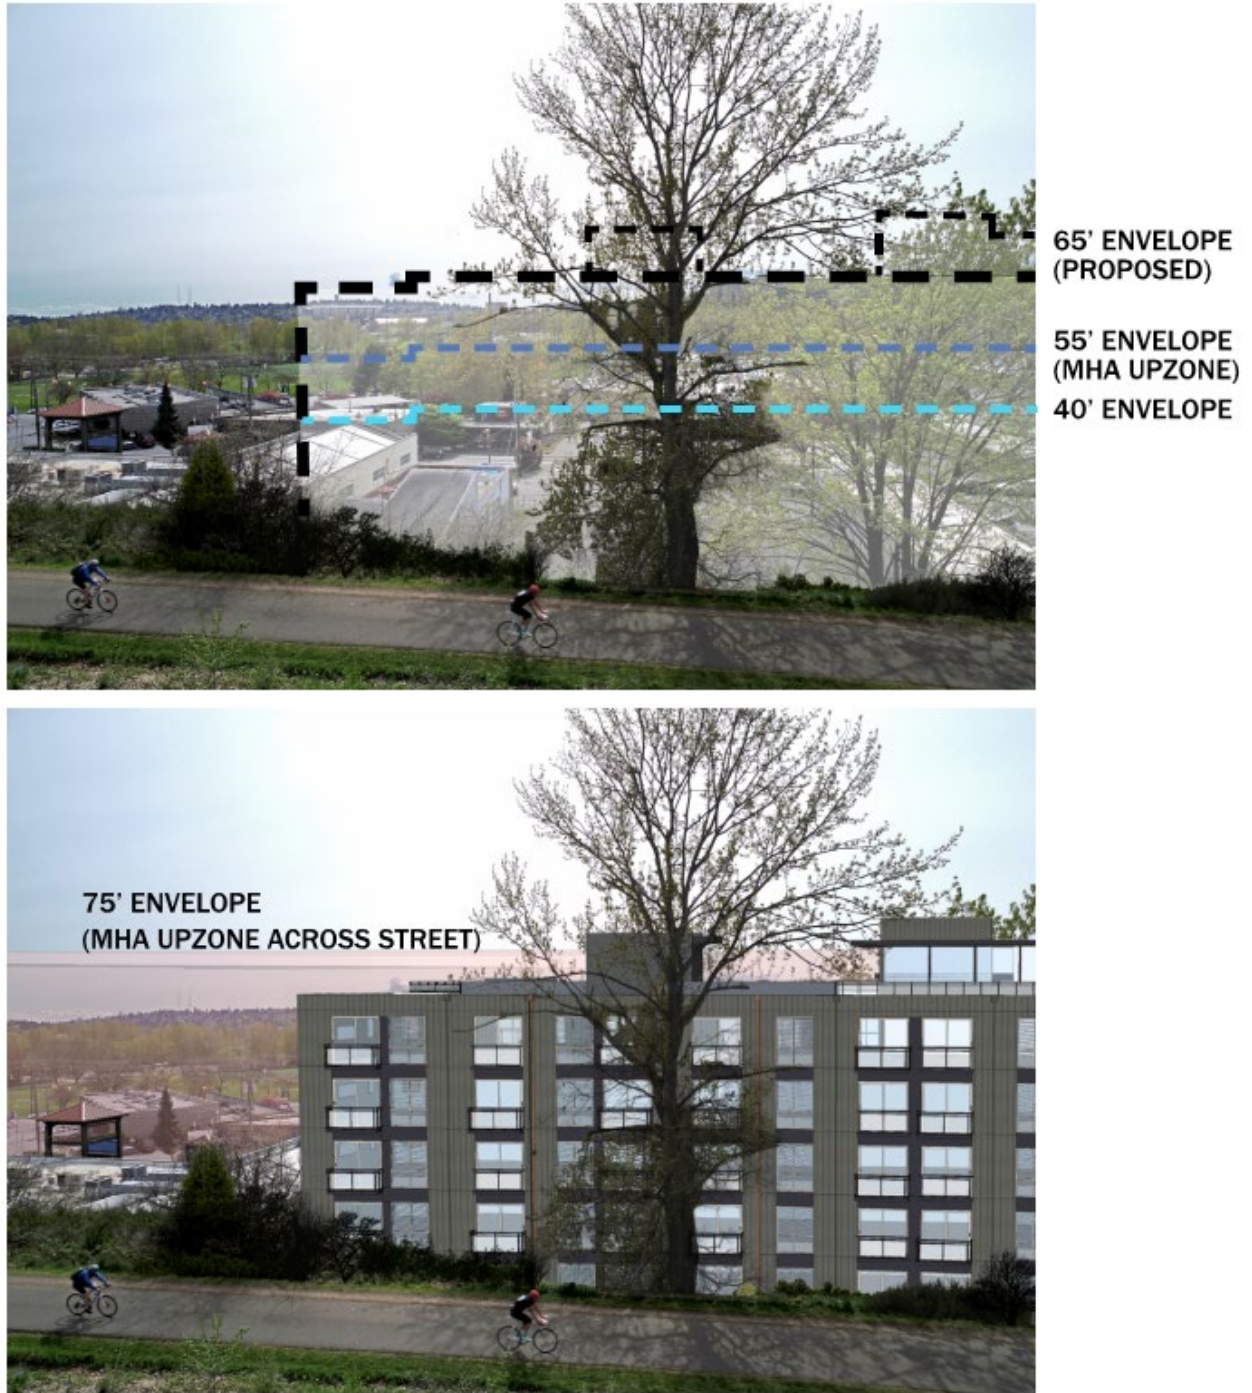 65’ ENVELOPE
(PROPOSED)
55’ ENVELOPE
(MHA UPZONE)
40’ ENVELOPE
75’ ENVELOPE
(MHA UPZONE ACROSS STREET)